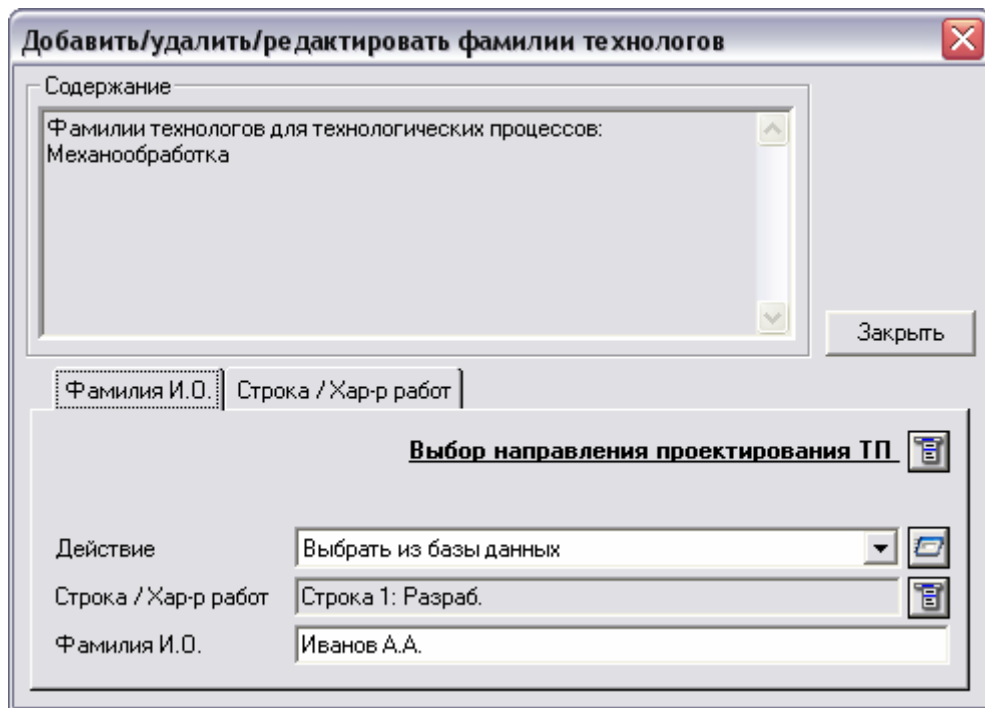 Добавить/удалить/редактировать фамилии технологов
Содержание
Фамилии технологов для технологических процессов:
Механообработка
Закрыть
Фамилия И.О.
Строка / Хар-р работ
Выбор направления проектирования ТП
Действие
Выбрать из базы данных
Строка / Хар-р работ
Строка 1: Разраб.
Фамилия И.О.
Иванов А.А.